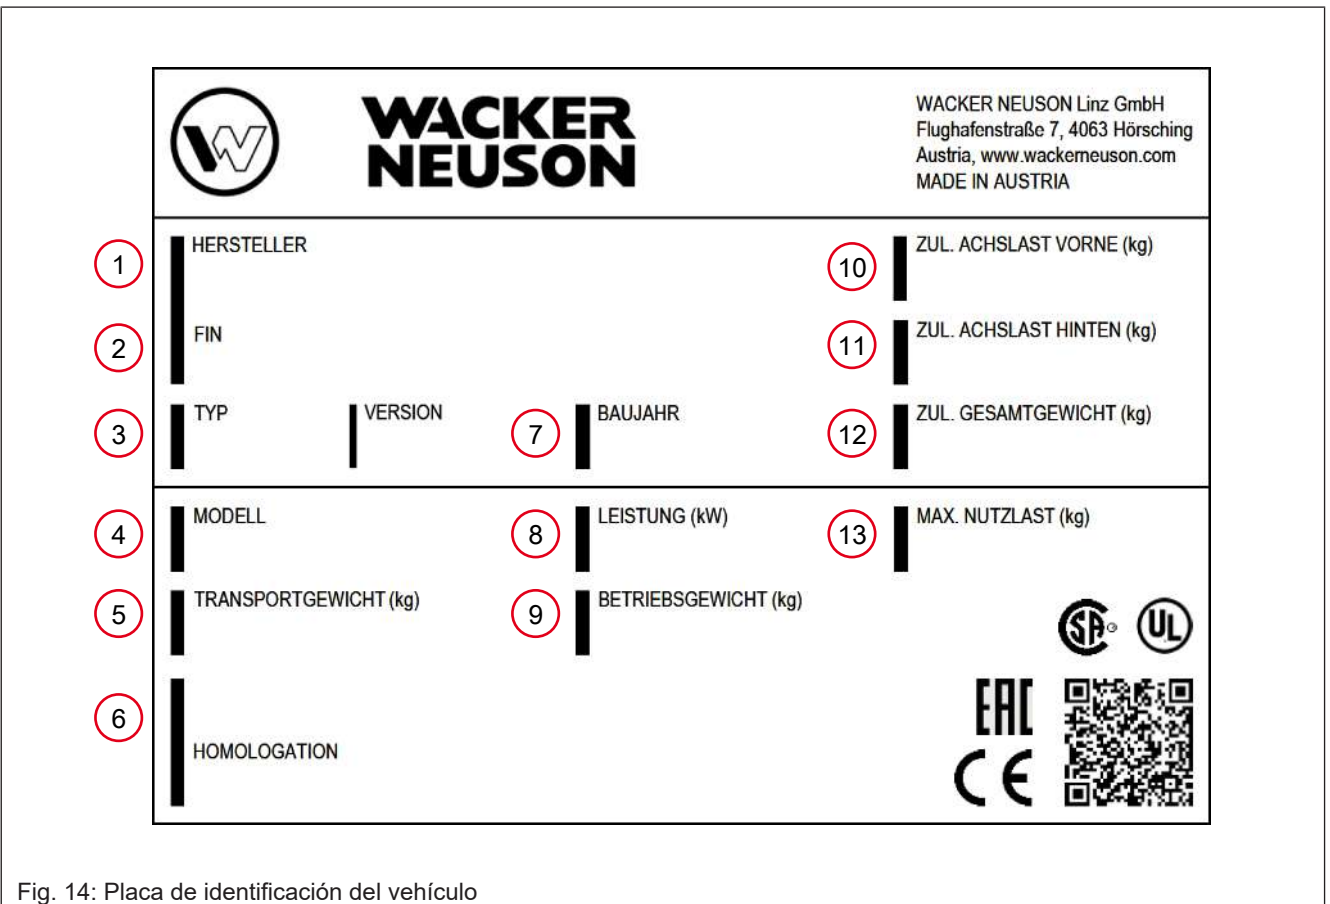 WACKER
NEUSON
WACKER NEUSON Linz GmbH
Flughafenstraße 7, 4063 Hörsching
Austria, www.wackerneuson.com
MADE IN AUSTRIA
1 HERSTELLER
2 FIN
3 TYP VERSION
7 BAUJAHR
10 ZUL. ACHSLAST VORNE (kg)
11 ZUL. ACHSLAST HINTEN (kg)
12 ZUL. GESAMTGEWICHT (kg)
4 MODELL
8 LEISTUNG (kW)
13 MAX. NUTZLAST (kg)
5 TRANSPORTGEWICHT (kg)
9 BETRIEBSGEWICHT (kg)
SA
UL
6 HOMOLOGATION
EAC
CE
Fig. 14: Placa de identificación del vehículo